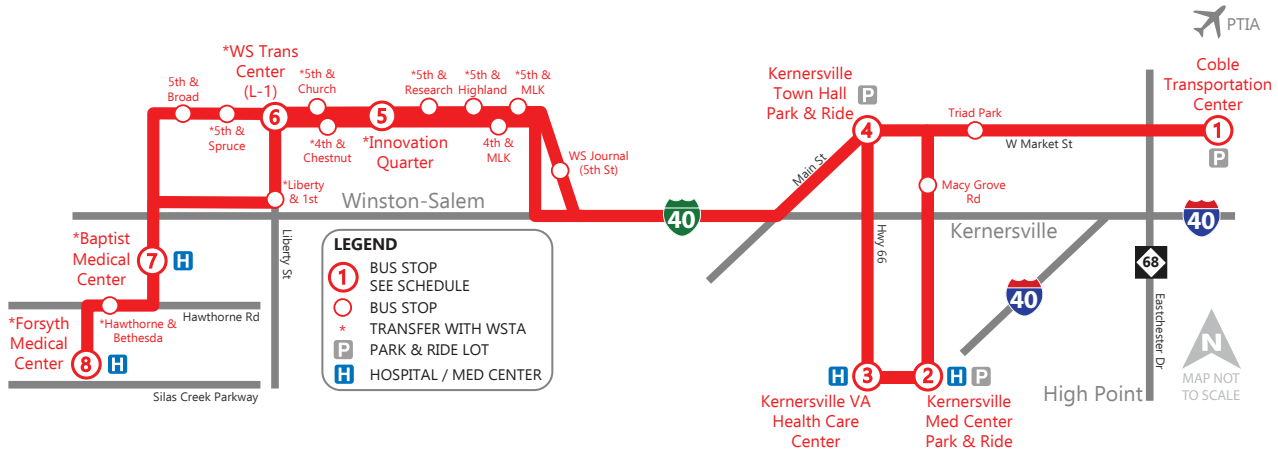 PTIA
Coble
Transportation
Center
1
P
*WS Trans
Center
(L-1)
6
5th &
Broad
*5th &
Spruce
*5th &
Church
*4th &
Chestnut
5
*Innovation
Quarter
*5th &
Research
*5th &
Highland
*5th &
MLK
4th &
MLK
WS Journal
(5th St)
*Liberty
& 1st
Winston-Salem
Liberty St
40
Kernersville
Town Hall
Park & Ride
P
4
Main St
Triad Park
W Market St
Macy Grove
Rd
Hwy 66
Kernersville
40
40
68
Eastchester Dr
High Point
*Baptist
Medical
Center
7
H
Hawthorne Rd
*Hawthorne &
Bethesda
*Forsyth
Medical
Center
8
H
Silas Creek Parkway
LEGEND
1
BUS STOP
SEE SCHEDULE
BUS STOP
* TRANSFER WITH WSTA
P PARK & RIDE LOT
H HOSPITAL / MED CENTER
H
3
Kernersville VA
Health Care
Center
2
H
P
Kernersville
Med Center
Park & Ride
N
MAP NOT
TO SCALE